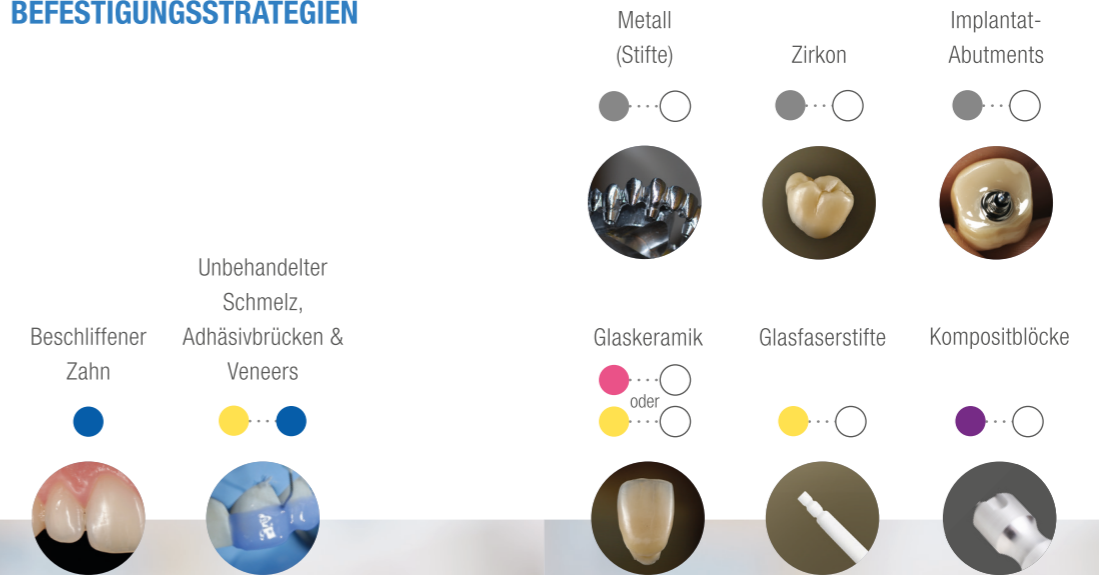 BEFESTIGUNGSSTRATEGIEN
Metall
(Stifte)
Zirkon
Implantat-
Abutments
Unbehandelter
Schmelz,
Adhäsivbrücken &
Veneers
Beschliffener
Zahn
Glaskeramik
oder
Glasfaserstifte
Kompositblöcke